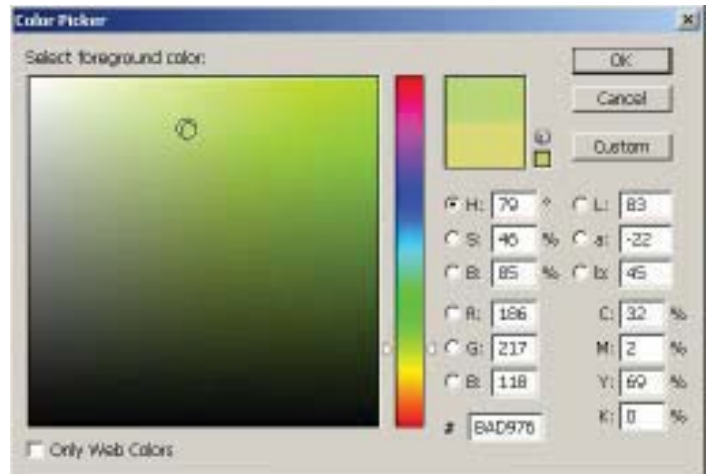 Color Picker
Select foreground color:
OK
Cancel
Custom
H: 79 °
S: 46 %
B: 85 %
R: 186
G: 217
B: 118
# BAD976
L: 83
a: -22
b: 45
C: 32 %
M: 2 %
Y: 69 %
K: 0 %
Only Web Colors